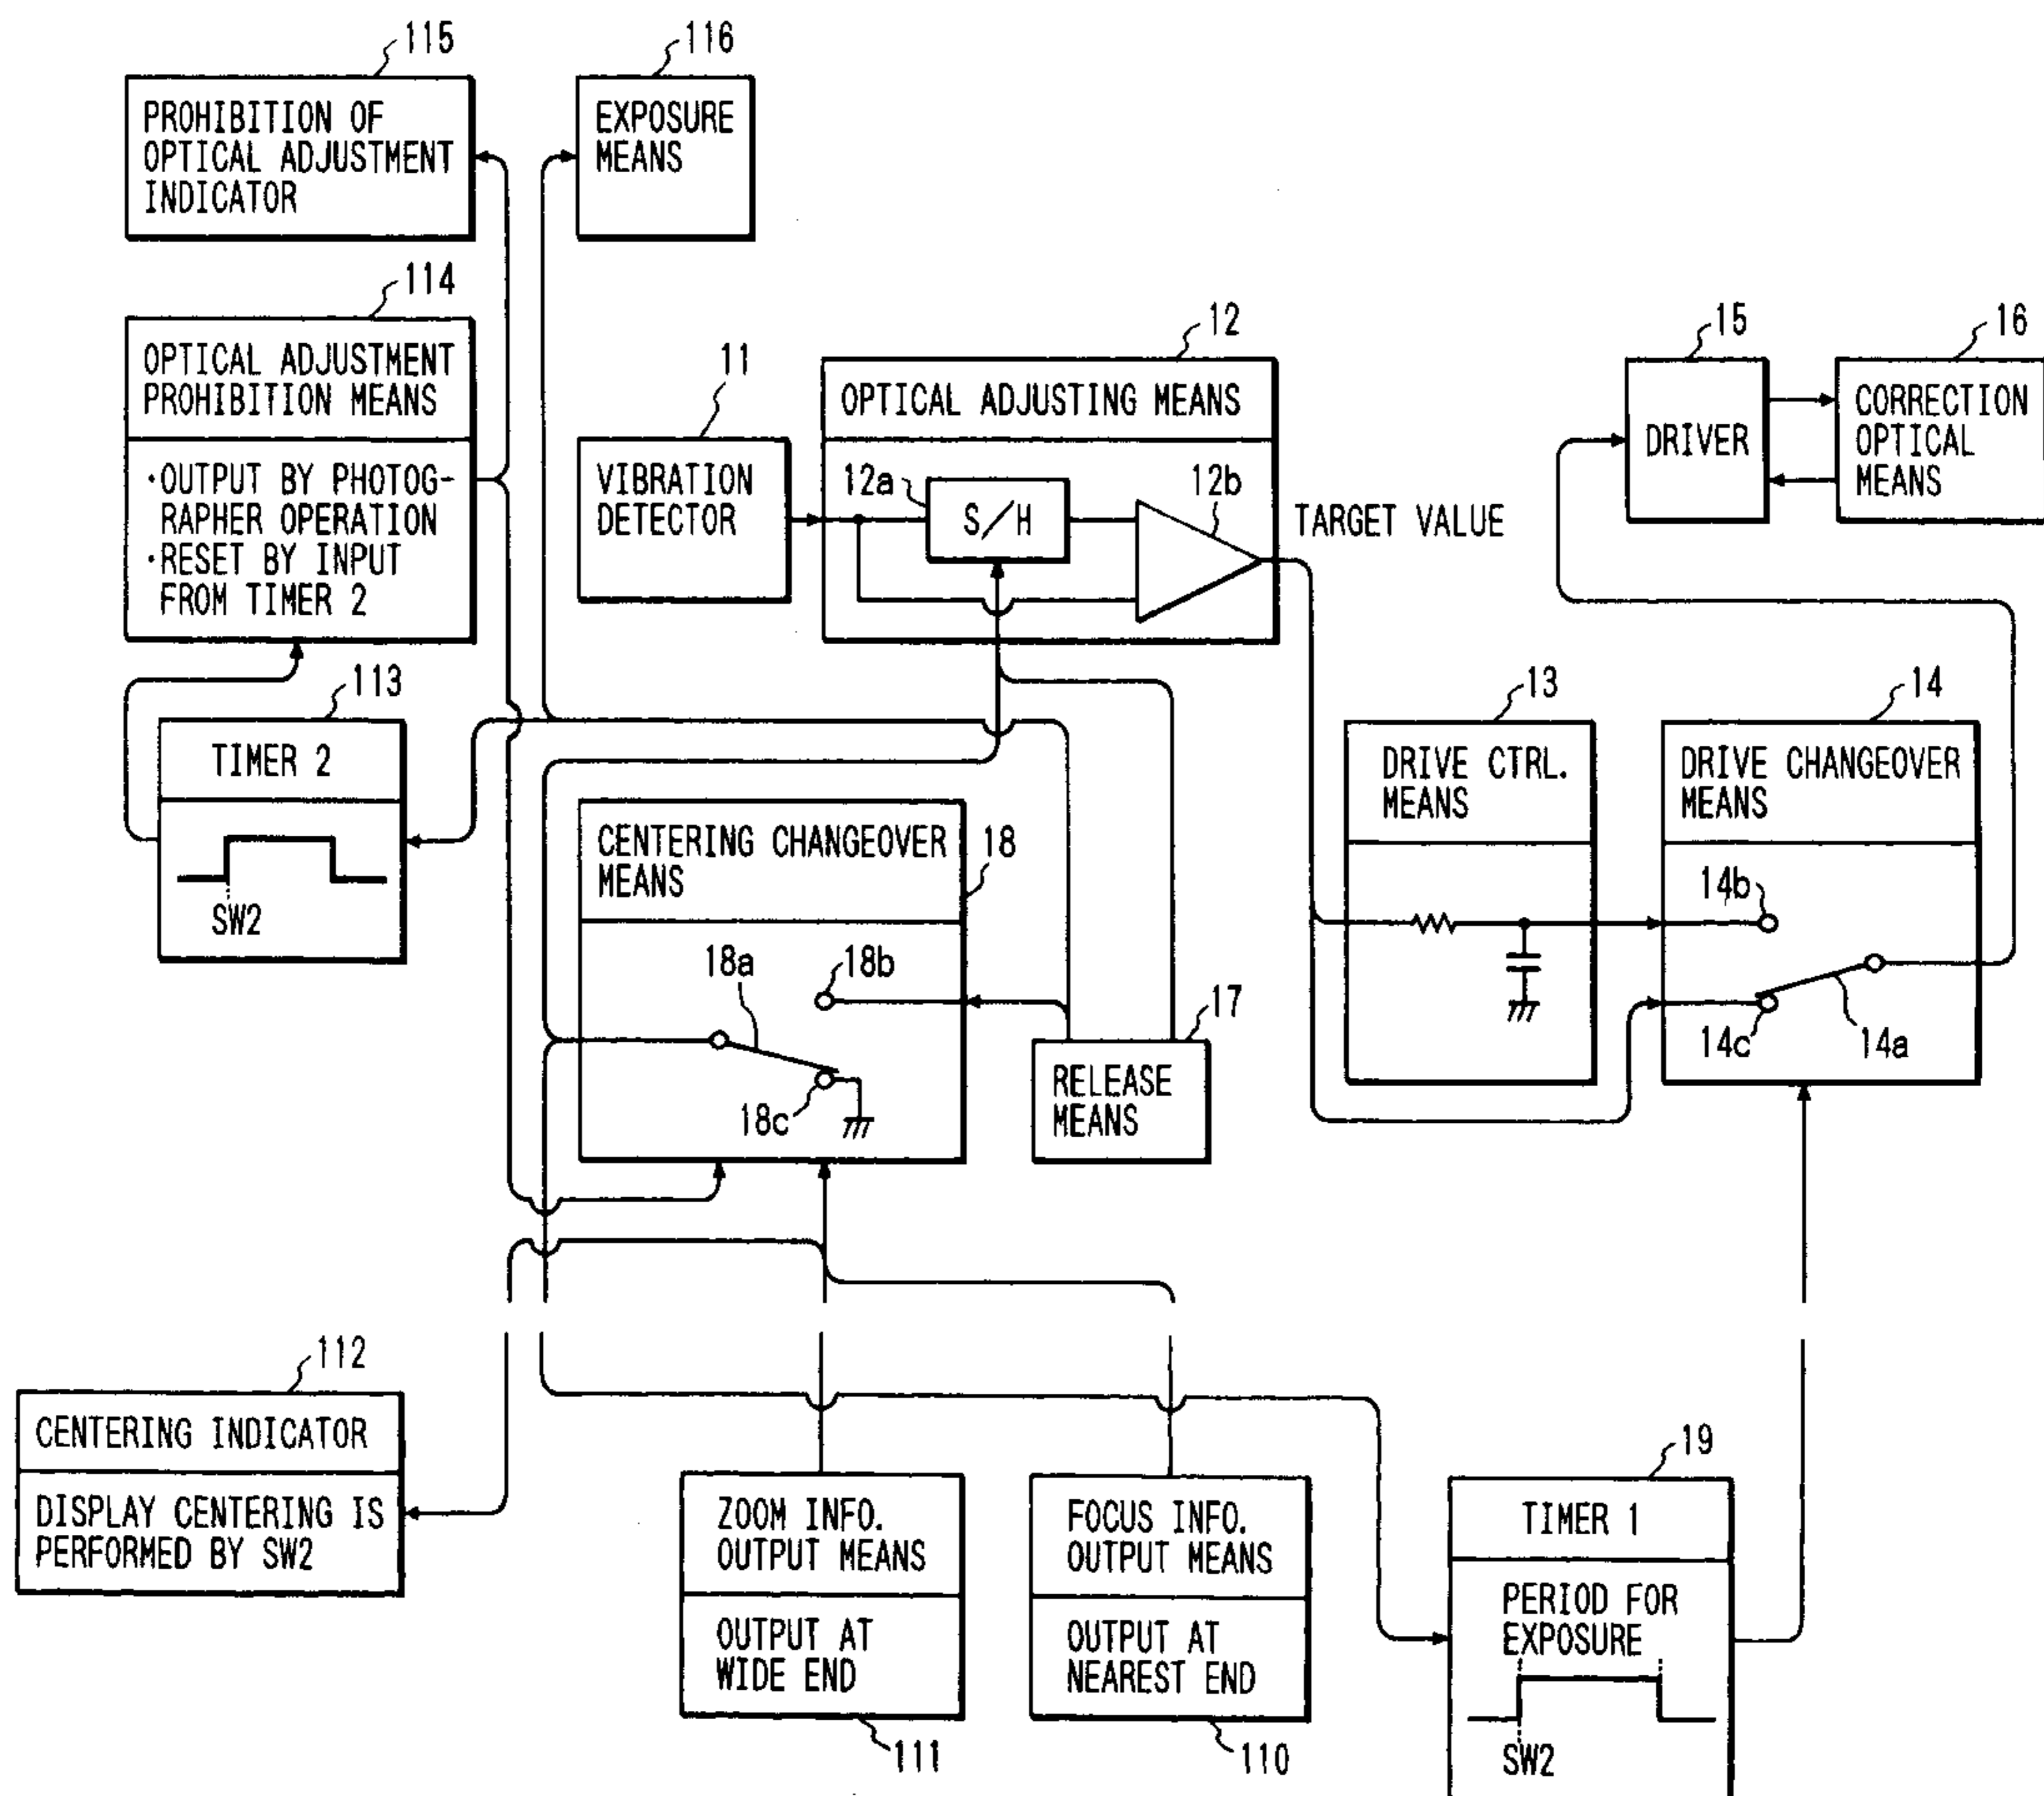 115
PROHIBITION OF
OPTICAL ADJUSTMENT
INDICATOR
116
EXPOSURE
MEANS
114
OPTICAL ADJUSTMENT
PROHIBITION MEANS
·OUTPUT BY PHOTOG-
RAPHER OPERATION
·RESET BY INPUT
FROM TIMER 2
11
VIBRATION
DETECTOR
12
OPTICAL ADJUSTING MEANS
12a
S/H
12b
TARGET VALUE
15
DRIVER
16
CORRECTION
OPTICAL
MEANS
113
TIMER 2
SW2
CENTERING CHANGEOVER
MEANS
18
18a
18b
18c
17
RELEASE
MEANS
13
DRIVE CTRL.
MEANS
14
DRIVE CHANGEOVER
MEANS
14b
14c
14a
112
CENTERING INDICATOR
DISPLAY CENTERING IS
PERFORMED BY SW2
ZOOM INFO.
OUTPUT MEANS
OUTPUT AT
WIDE END
111
FOCUS INFO.
OUTPUT MEANS
OUTPUT AT
NEAREST END
110
19
TIMER 1
PERIOD FOR
EXPOSURE
SW2